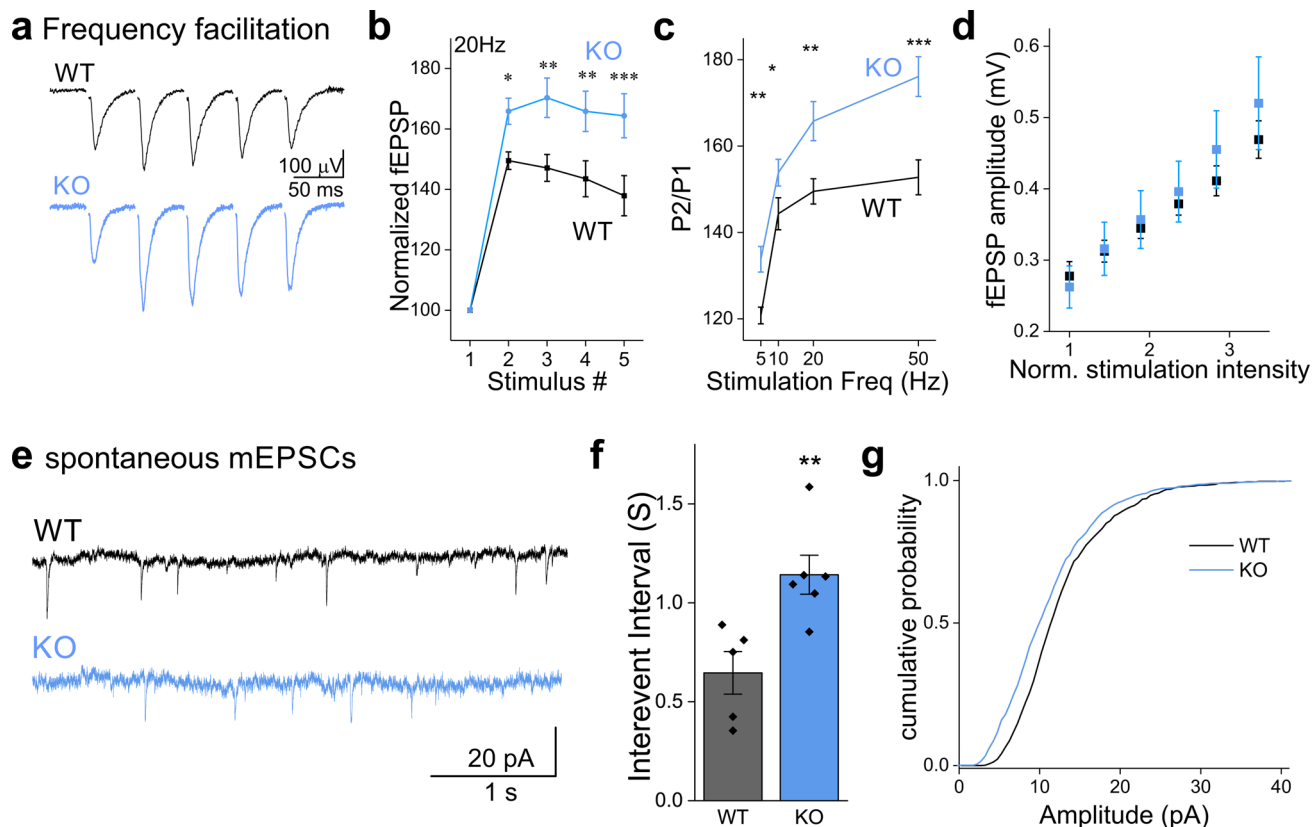 a Frequency facilitation
WT
100 μV
50 ms
KO
b
20Hz
KO
* ** ** ***
180
160
140
100
Normalized fEPSP
WT
1 2 3 4 5
Stimulus #
c
** * ** ***
KO
180
160
140
120
P2/P1
WT
5 10 20 50
Stimulation Freq (Hz)
d
0.6
0.5
0.4
0.3
0.2
fEPSP amplitude (mV)
1 2 3
Norm. stimulation intensity
e spontaneous mEPSCs
WT
KO
20 pA
1 s
f
**
1.5
1.0
0.5
0.0
Interevent Interval (S)
WT KO
g
1.0
0.5
0.0
cumulative probability
WT
KO
0 10 20 30 40
Amplitude (pA)